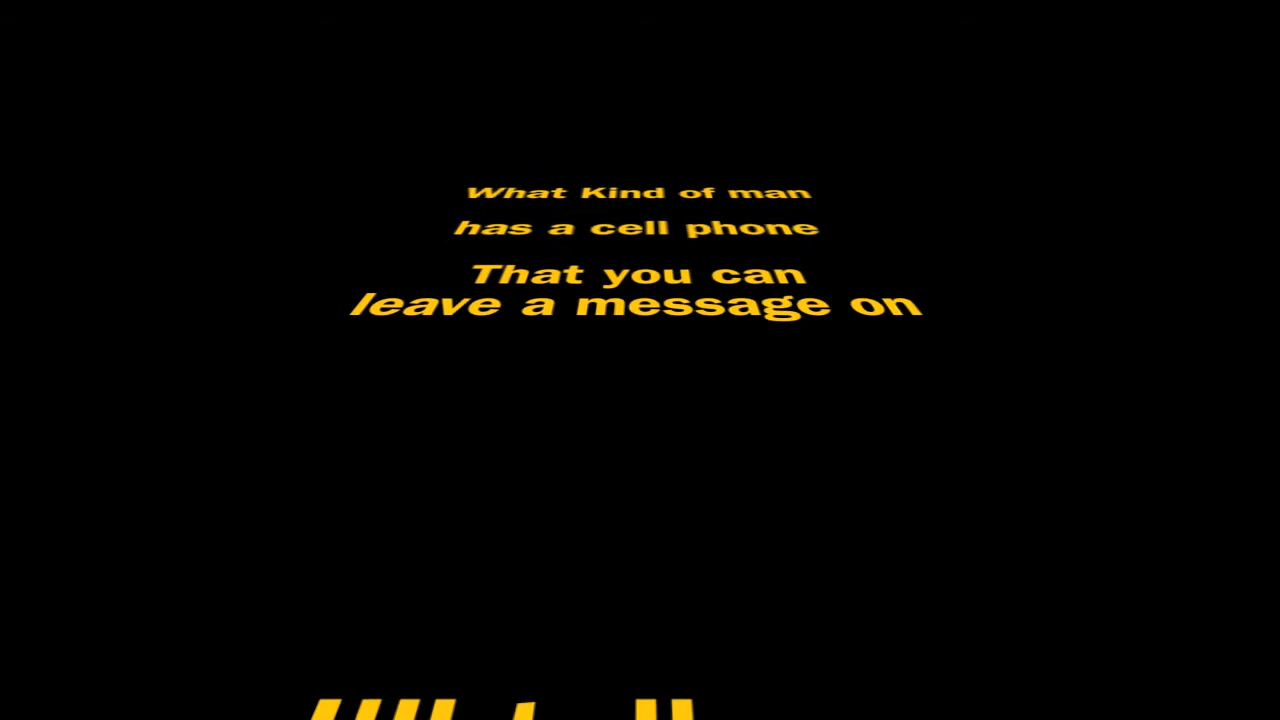 What Kind of man
has a cell phone
That you can
leave a message on